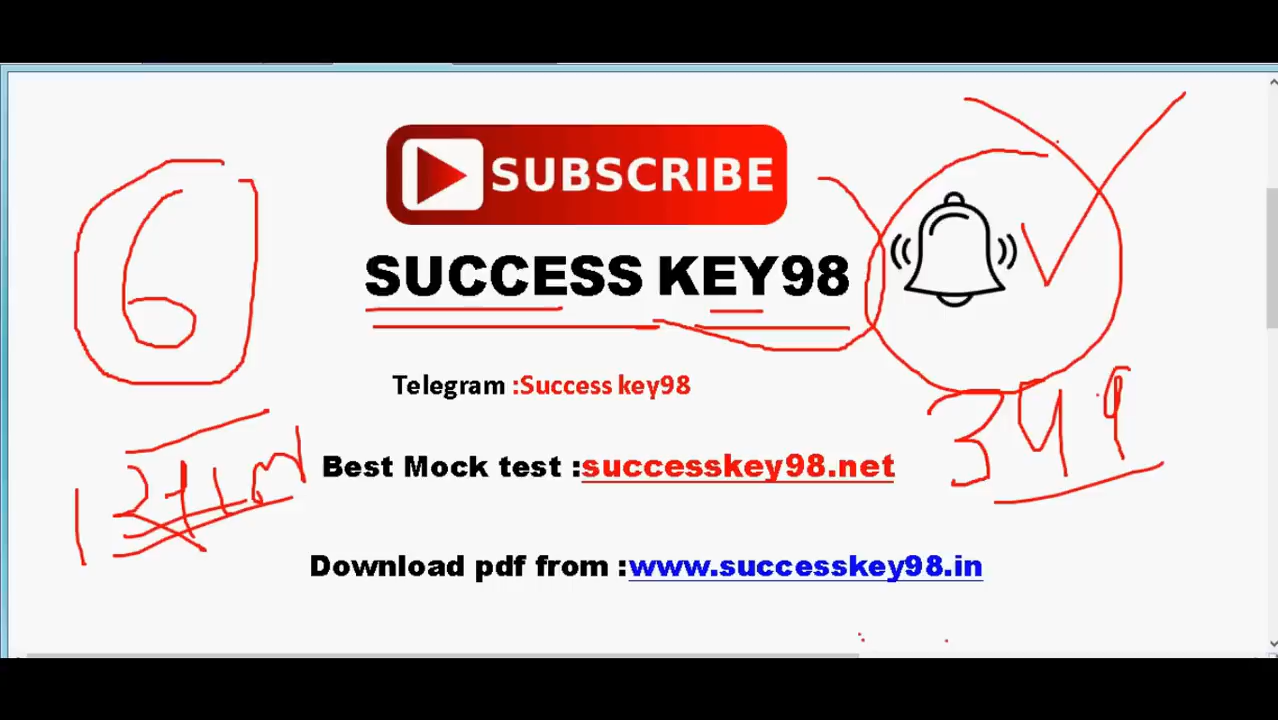 SUBSCRIBE
6
SUCCESS KEY98
Telegram :Success key98
349
Best Mock test :successkey98.net
Download pdf from :www.successkey98.in